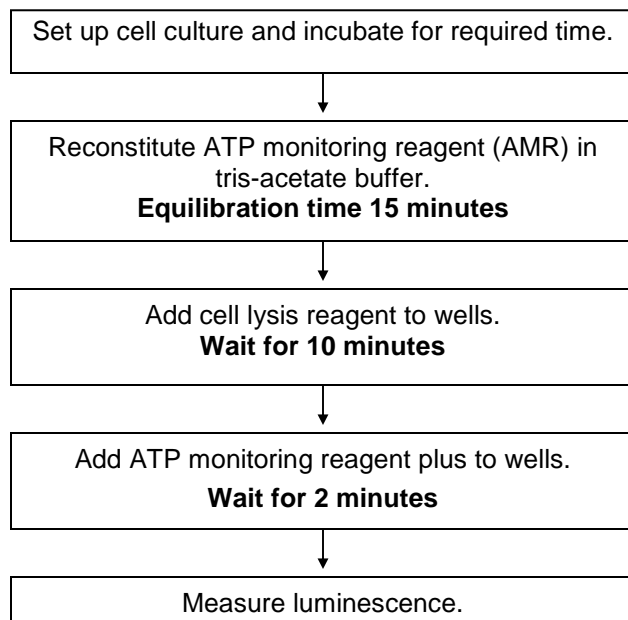 Set up cell culture and incubate for required time.
Reconstitute ATP monitoring reagent (AMR) in
tris-acetate buffer.
Equilibration time 15 minutes
Add cell lysis reagent to wells.
Wait for 10 minutes
Add ATP monitoring reagent plus to wells.
Wait for 2 minutes
Measure luminescence.